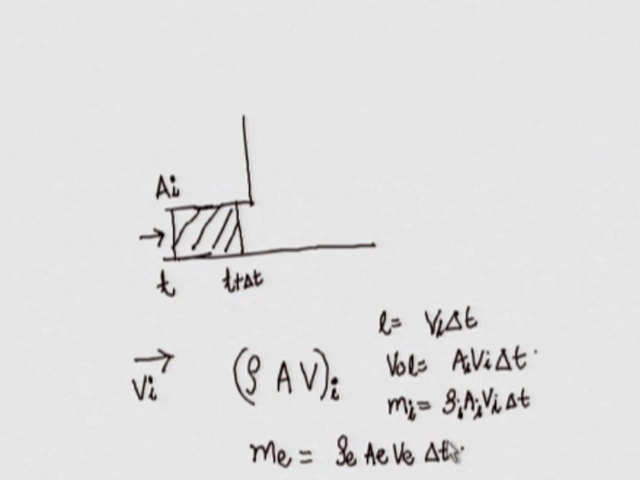 Ai
t
t+Δt
l = ViΔt
Vi
(ρ A V)i
Vol = AiViΔt
mi = ρiAiViΔt
me = ρe Ae Ve Δt